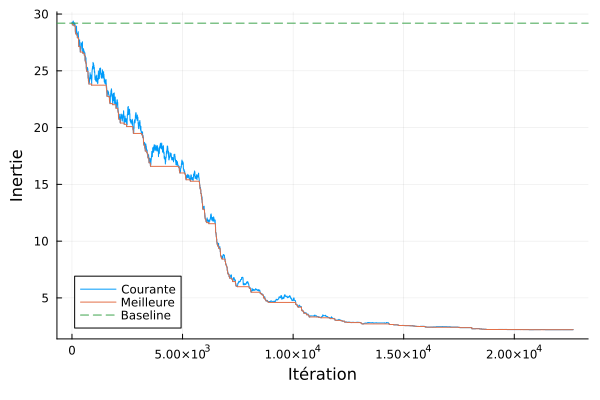 30
25
20
15
10
5
Inertie
Courante
Meilleure
Baseline
0 5.00×10³ 1.00×10⁴ 1.50×10⁴ 2.00×10⁴
Itération